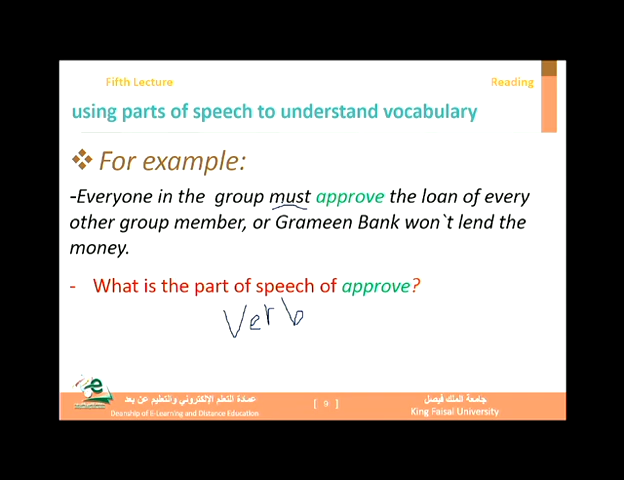 Fifth Lecture Reading
using parts of speech to understand vocabulary
❖ For example:
-Everyone in the group must approve the loan of every
other group member, or Grameen Bank won`t lend the
money.
- What is the part of speech of approve?
Verb
عمادة التعلم الإلكتروني والتعليم عن بعد
Deanship of E-Learning and Distance Education
[ 9 ]
جامعة الملك فيصل
King Faisal University